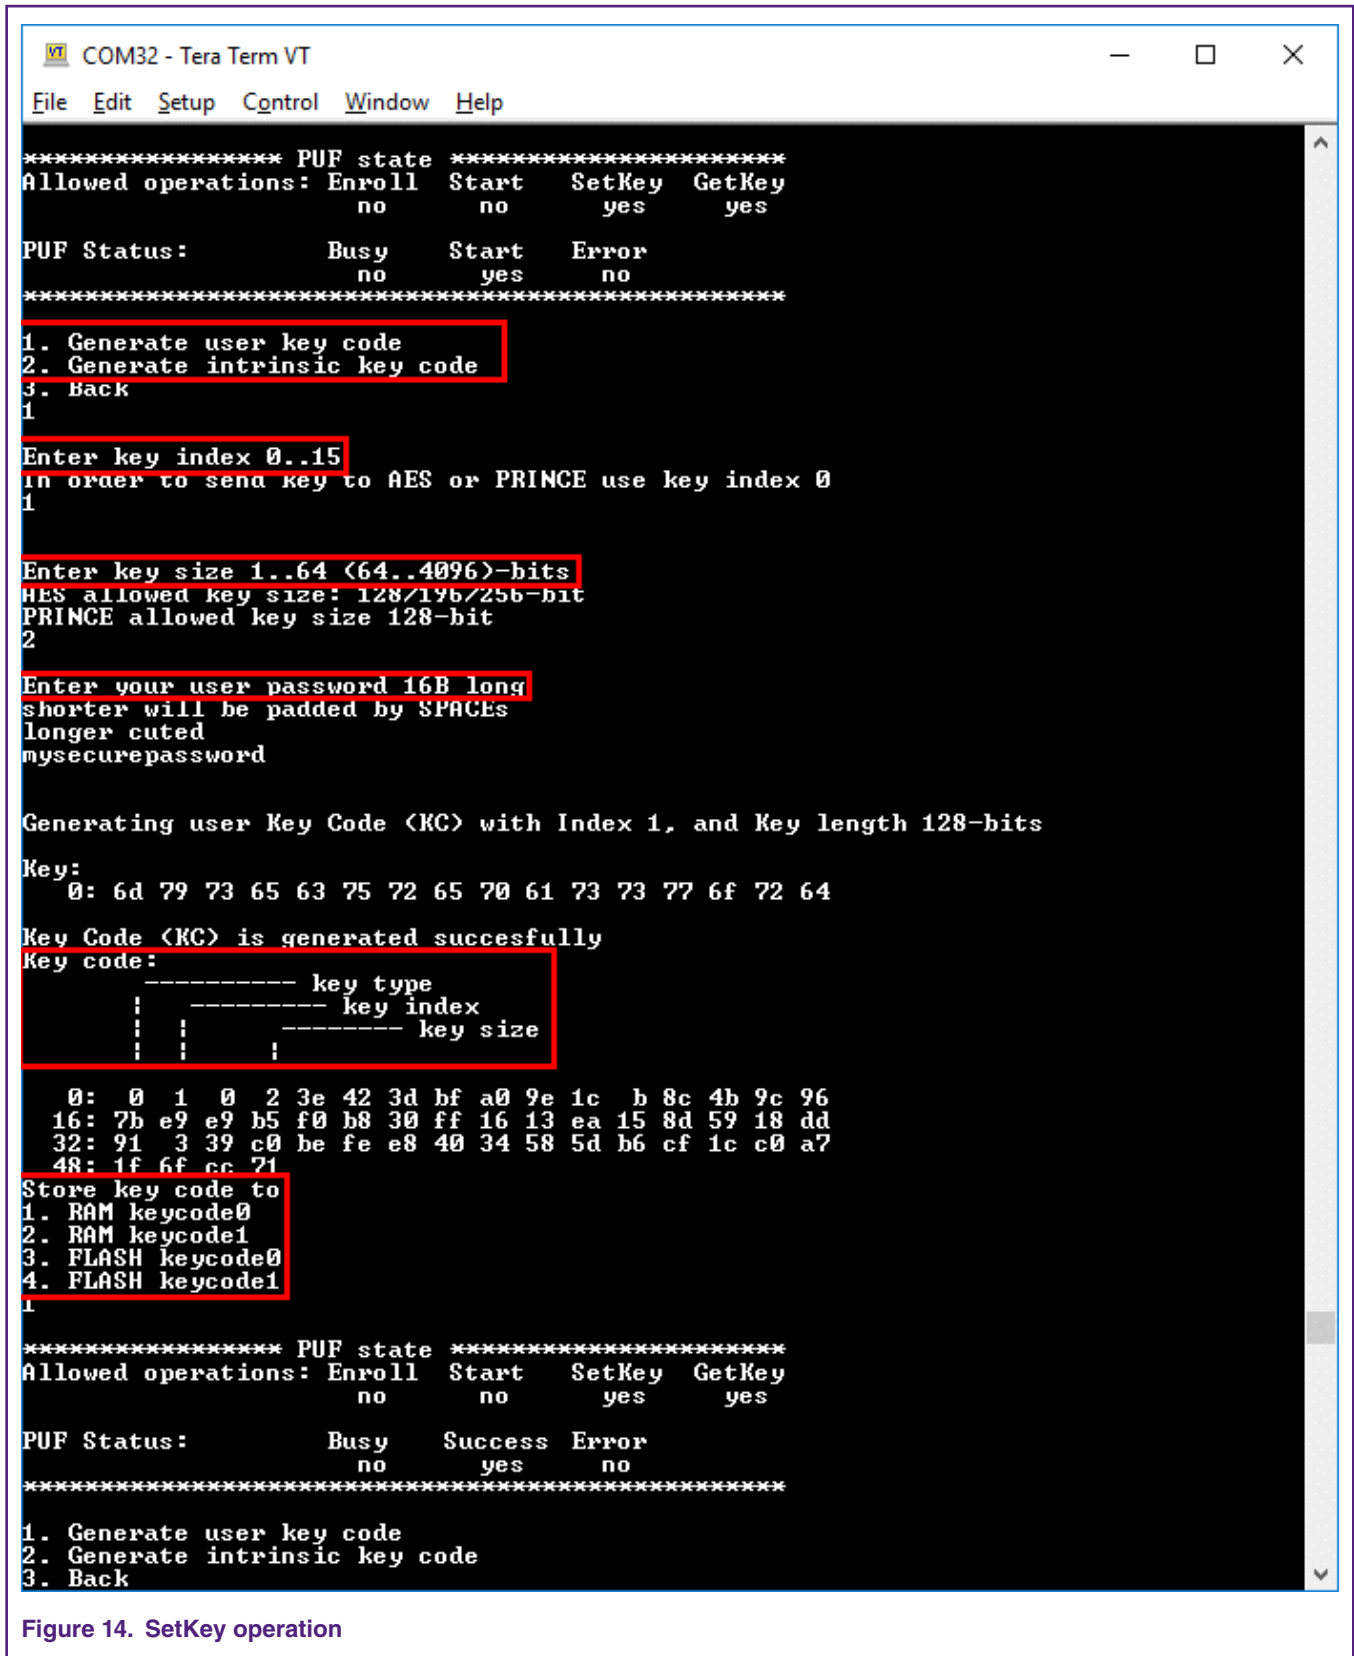 COM32 - Tera Term VT
File Edit Setup Control Window Help
***************** PUF state **********************
Allowed operations: Enroll Start SetKey GetKey
no no yes yes
PUF Status: Busy Start Error
no yes no
**************************************************
1. Generate user key code
2. Generate intrinsic key code
3. Back
1
Enter key index 0..15
In order to send key to AES or PRINCE use key index 0
1
Enter key size 1..64 (64..4096)-bits
AES allowed key size: 128/196/256-bit
PRINCE allowed key size 128-bit
2
Enter your user password 16B long
shorter will be padded by SPACEs
longer cuted
mysecurepassword
Generating user Key Code (KC) with Index 1, and Key length 128-bits
Key:
0: 6d 79 73 65 63 75 72 65 70 61 73 73 77 6f 72 64
Key Code (KC) is generated succesfully
Key code:
---------- key type
| --------- key index
| | -------- key size
| | |
0: 0 1 0 2 3e 42 3d bf a0 9e 1c b 8c 4b 9c 96
16: 7b e9 e9 b5 f0 b8 30 ff 16 13 ea 15 8d 59 18 dd
32: 91 3 39 c0 be fe e8 40 34 58 5d b6 cf 1c c0 a7
48: 1f 6f cc 71
Store key code to
1. RAM keycode0
2. RAM keycode1
3. FLASH keycode0
4. FLASH keycode1
1
***************** PUF state **********************
Allowed operations: Enroll Start SetKey GetKey
no no yes yes
PUF Status: Busy Success Error
no yes no
**************************************************
1. Generate user key code
2. Generate intrinsic key code
3. Back
Figure 14. SetKey operation